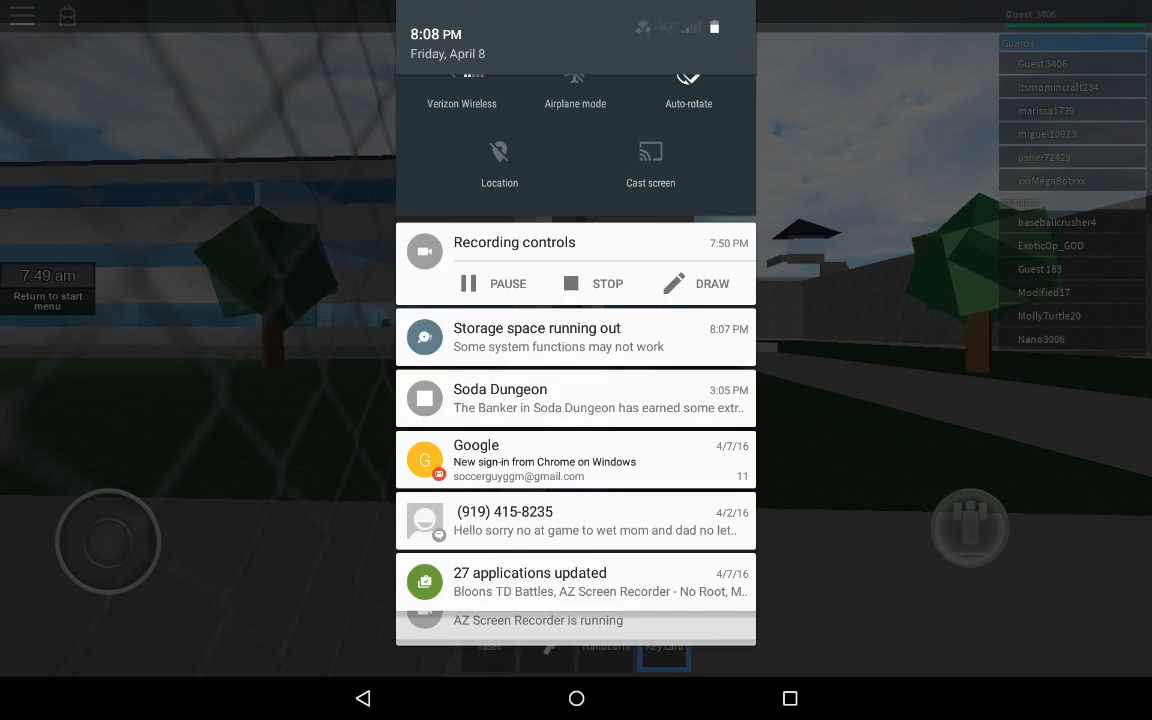 Guest 3406
8:08 PM
Friday, April 8
Verizon Wireless
Airplane mode
Auto-rotate
Location
Cast screen
Recording controls 7:50 PM
PAUSE STOP DRAW
Storage space running out 8:07 PM
Some system functions may not work
Soda Dungeon 3:05 PM
The Banker in Soda Dungeon has earned some extr..
G
Google 4/7/16
New sign-in from Chrome on Windows
soccerguyggm@gmail.com 11
(919) 415-8235 4/2/16
Hello sorry no at game to wet mom and dad no let..
27 applications updated 4/7/16
Bloons TD Battles, AZ Screen Recorder - No Root, M..
AZ Screen Recorder is running
7:49 am
Return to start
menu
Guards
Guest 3406
itsmomincraft234
marissa1739
miguel10923
usher72429
xxxMegaBotxxx
baseballcrusher4
ExoticOp_GOD
Guest 183
Modified17
MollyTurtle20
Nano3006
Taser
Handcuffs
Key card